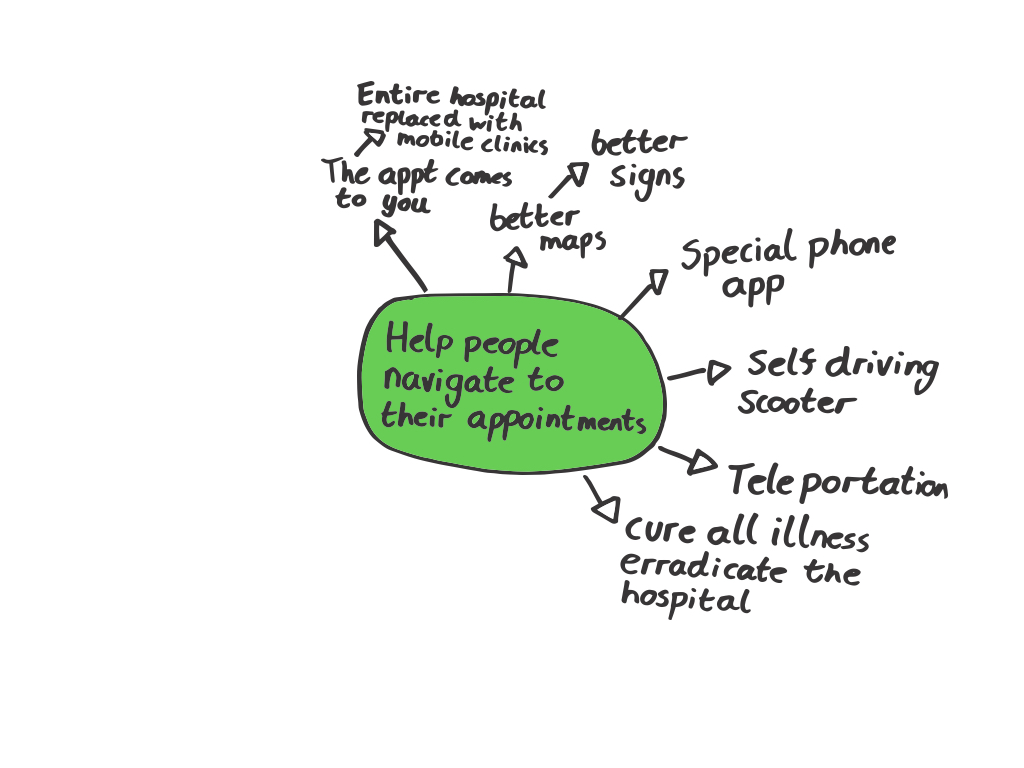 Entire hospital
replaced with
mobile clinics
The appt comes
to you
better
signs
better
maps
Special phone
app
Help people
navigate to
their appointments
Self driving
scooter
Teleportation
cure all illness
erradicate the
hospital